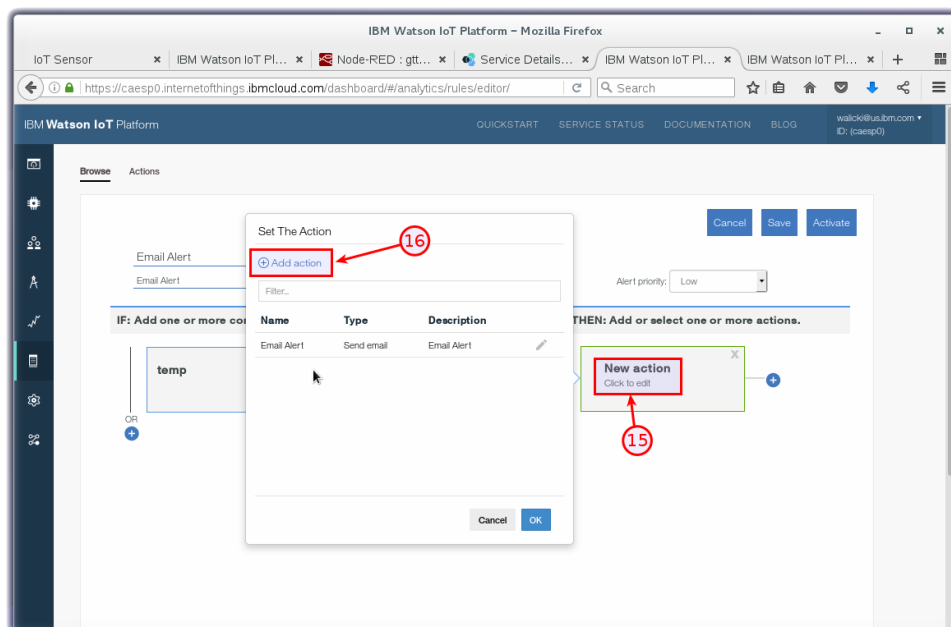 IBM Watson IoT Platform – Mozilla Firefox
IoT Sensor
IBM Watson IoT Pl...
Node-RED : gtt...
Service Details...
IBM Watson IoT Pl...
IBM Watson IoT Pl...
https://caesp0.internetofthings.ibmcloud.com/dashboard/#/analytics/rules/editor/
Search
IBM Watson IoT Platform
QUICKSTART
SERVICE STATUS
DOCUMENTATION
BLOG
walicki@us.ibm.com
ID: (caesp0)
Browse
Actions
Cancel
Save
Activate
Set The Action
16
Email Alert
Add action
Email Alert
Alert priority:
Low
Filter...
IF: Add one or more con
THEN: Add or select one or more actions.
Name
Type
Description
Email Alert
Send email
Email Alert
temp
New action
X
Click to edit
OR
15
Cancel
OK